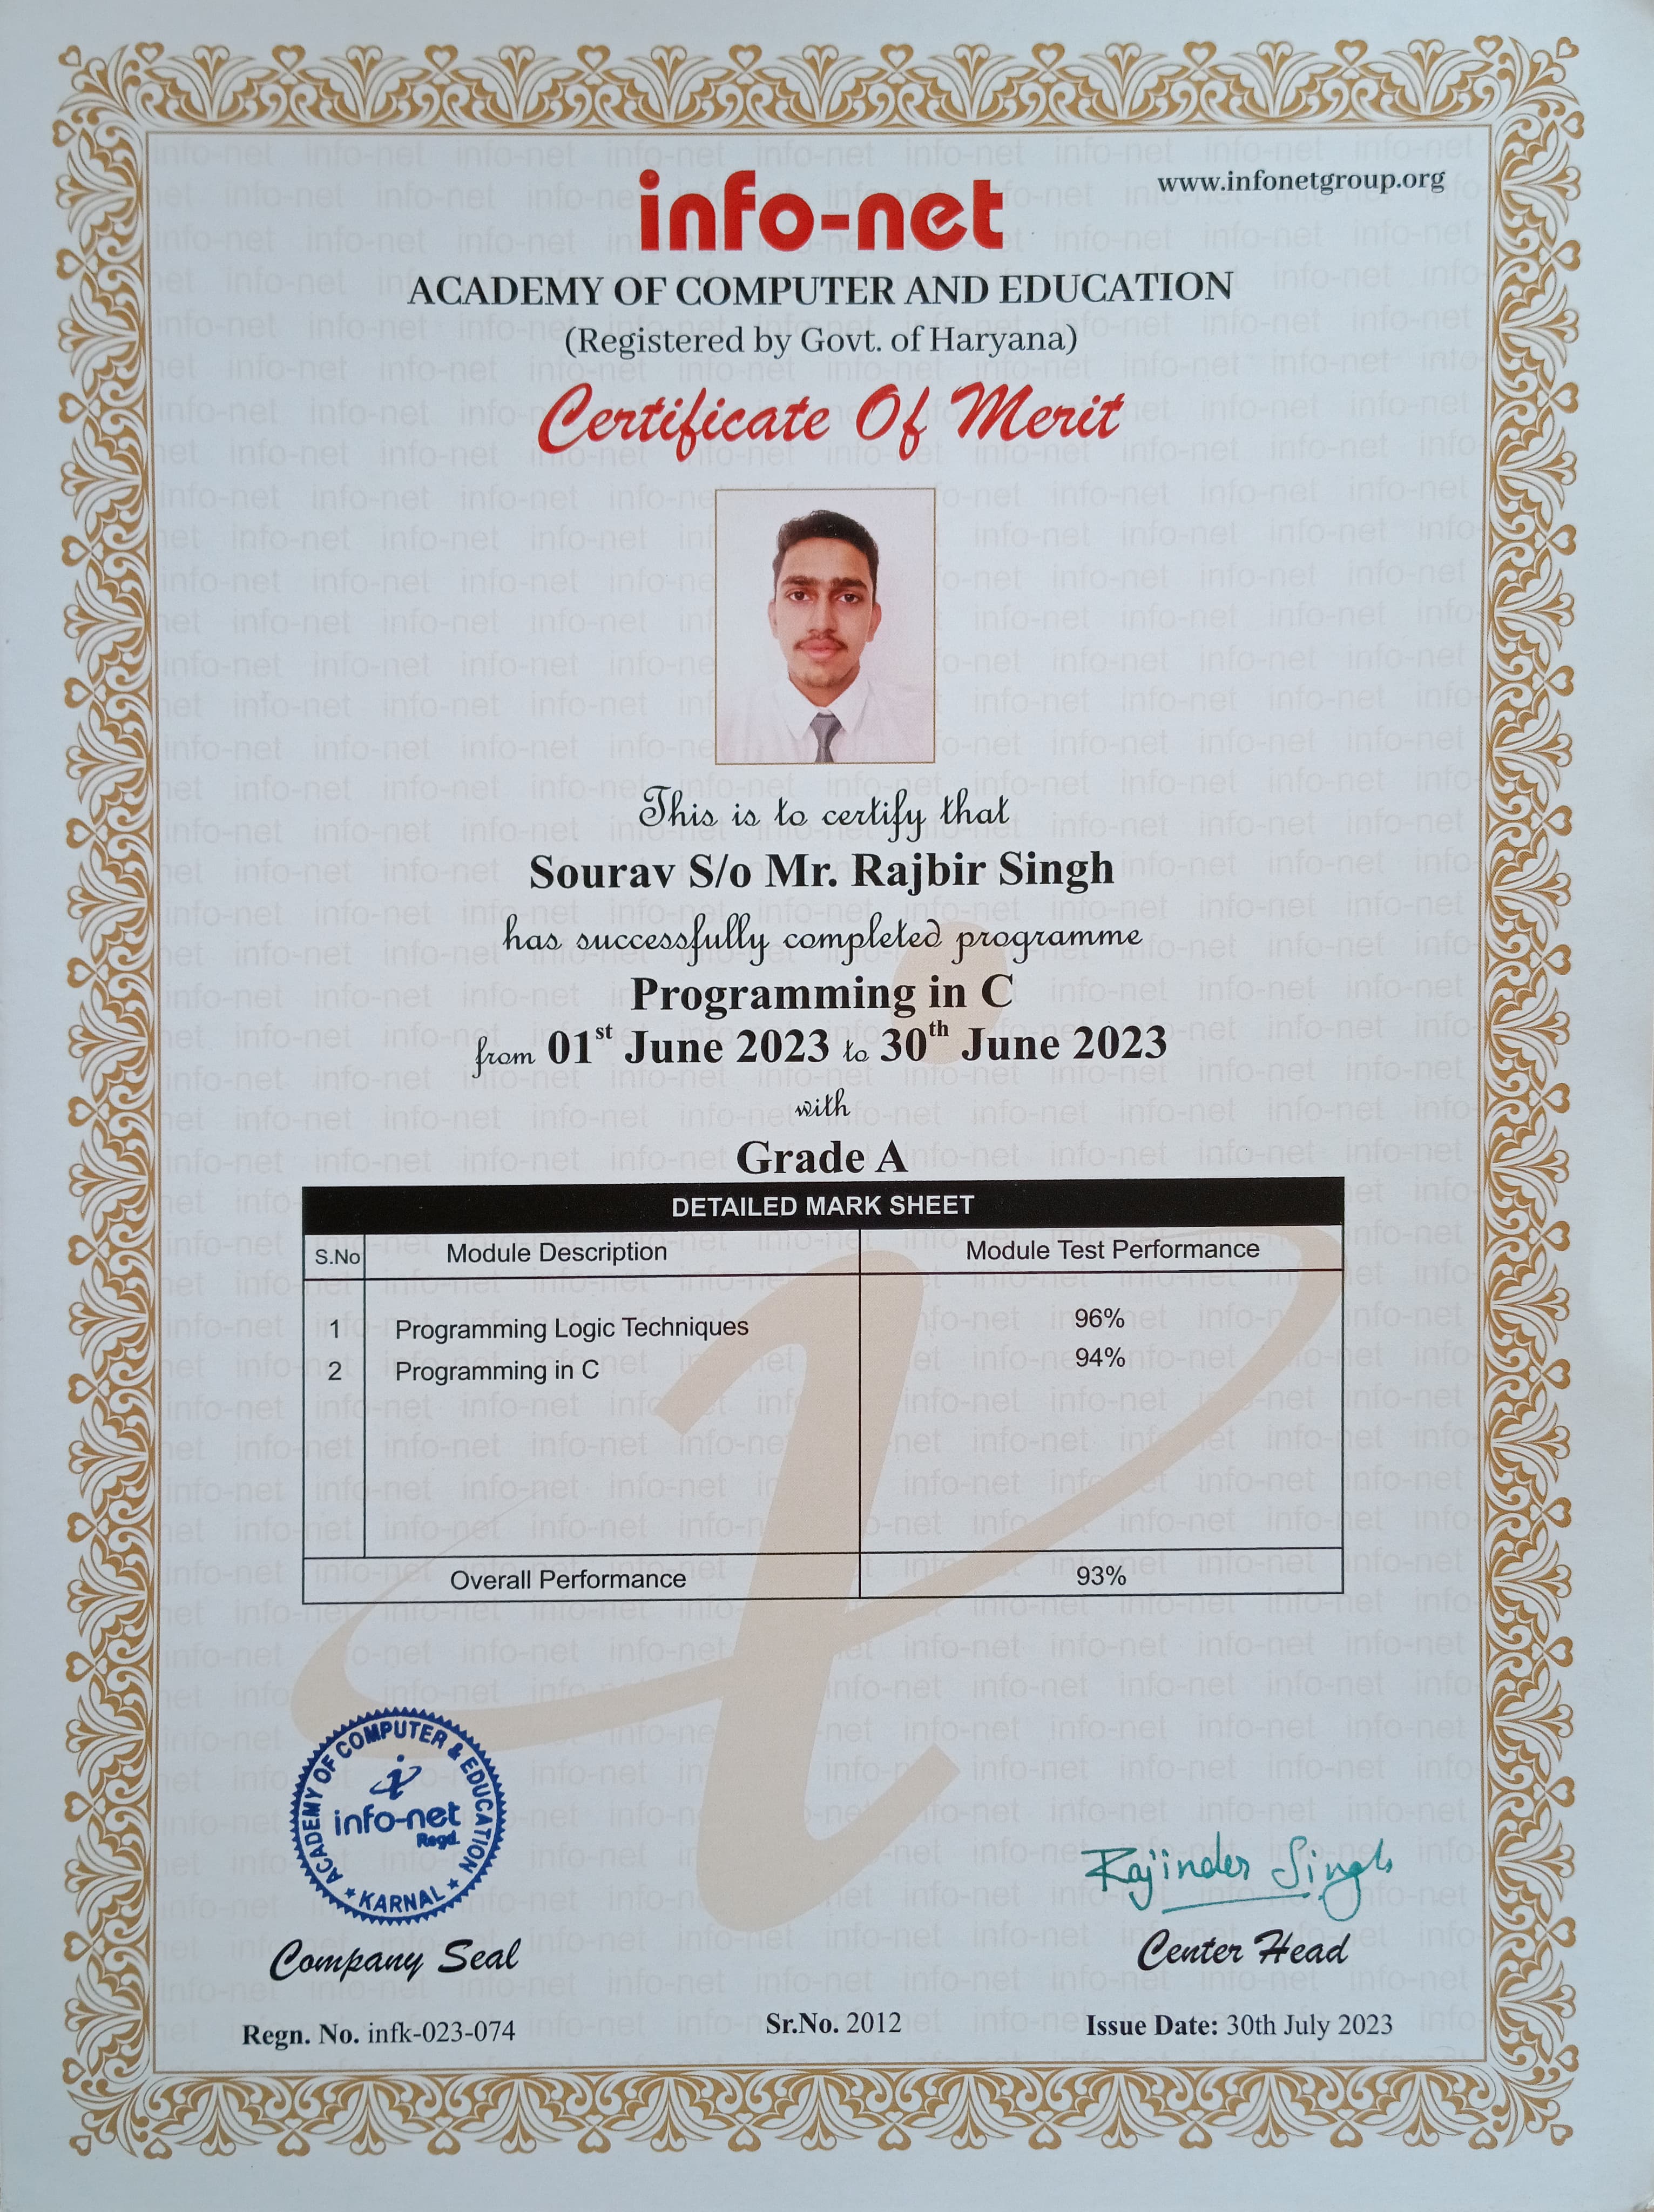 www.infonetgroup.org
info-net
ACADEMY OF COMPUTER AND EDUCATION
(Registered by Govt. of Haryana)
Certificate Of Merit
This is to certify that
Sourav S/o Mr. Rajbir Singh
has successfully completed programme
Programming in C
from 01st June 2023 to 30th June 2023
with
Grade A
DETAILED MARK SHEET
S.No Module Description Module Test Performance
1 Programming Logic Techniques 96%
2 Programming in C 94%
Overall Performance 93%
ACADEMY OF COMPUTER & EDUCATION
info-net
Regd.
* KARNAL *
Rajinder Singh
Company Seal
Center Head
Regn. No. infk-023-074 Sr.No. 2012 Issue Date: 30th July 2023